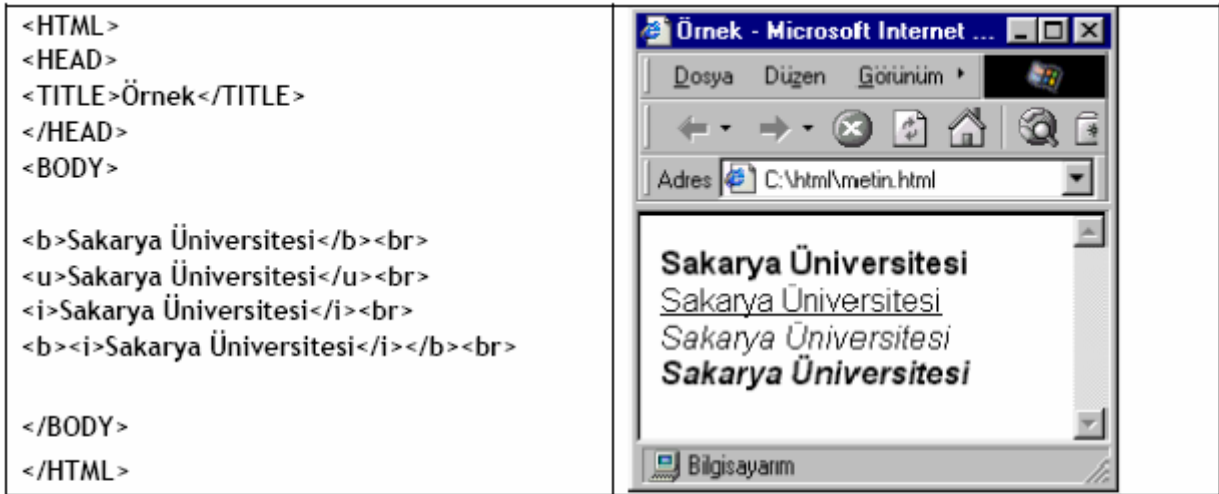 <HTML>
<HEAD>
<TITLE>Örnek</TITLE>
</HEAD>
<BODY>
<b>Sakarya Üniversitesi</b><br>
<u>Sakarya Üniversitesi</u><br>
<i>Sakarya Üniversitesi</i><br>
<b><i>Sakarya Üniversitesi</i></b><br>
</BODY>
</HTML>
Örnek - Microsoft Internet ...
Dosya Düzen Görünüm
Adres C:\html\metin.html
Sakarya Üniversitesi
Sakarya Üniversitesi
Sakarya Üniversitesi
Sakarya Üniversitesi
Bilgisayarım